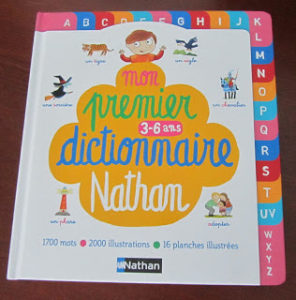 A B C D E F G H I J K
L
M
N
O
P
Q
R
S
T
UV
W
X
Y
Z
un tigre
un aigle
mon
premier
3-6 ans
dictionnaire
Nathan
une sorcière
un chevalier
un phare
adopter
1700 mots • 2000 illustrations • 16 planches illustrées
Nathan